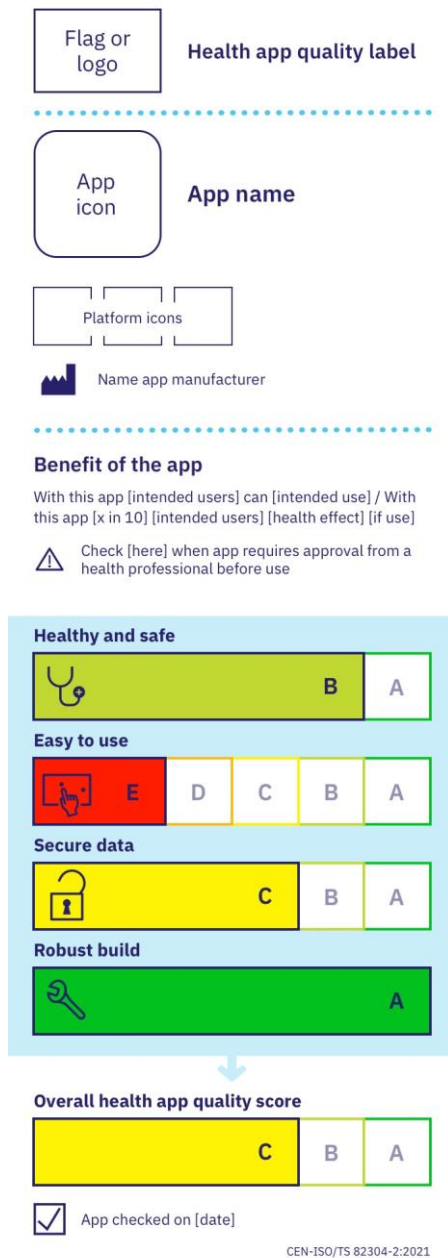 Flag or
logo
Health app quality label
App
icon
App name
Platform icons
Name app manufacturer
Benefit of the app
With this app [intended users] can [intended use] / With
this app [x in 10] [intended users] [health effect] [if use]
Check [here] when app requires approval from a
health professional before use
Healthy and safe
B A
Easy to use
E D C B A
Secure data
C B A
Robust build
A
Overall health app quality score
C B A
App checked on [date]
CEN-ISO/TS 82304-2:2021